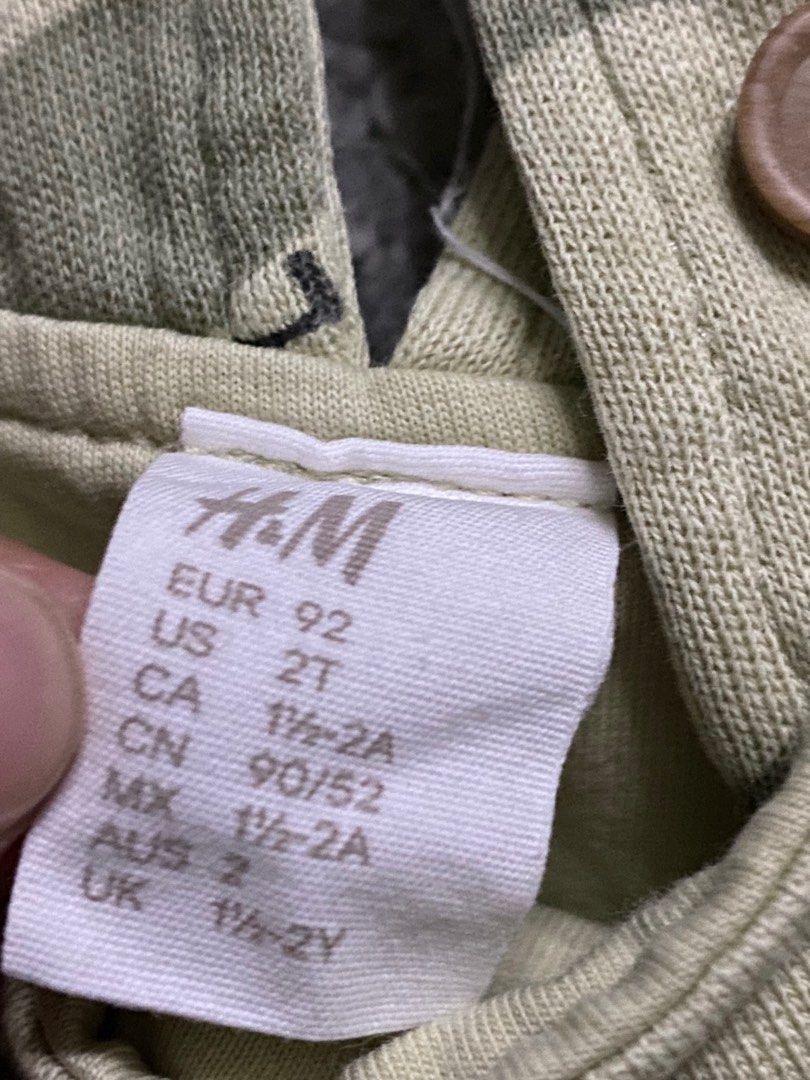 H&M
EUR 92
US 2T
CA 1½-2A
CN 90/52
MX 1½-2A
AUS 2
UK 1½-2Y